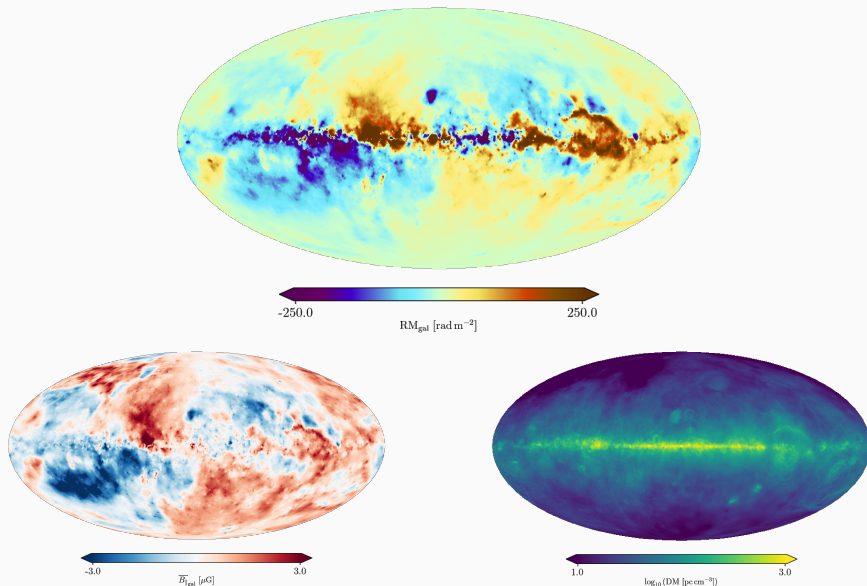 -250.0 250.0
RM_gal [rad m⁻²]
-3.0 3.0
B̅_∥gal [μG]
1.0 3.0
log₁₀(DM [pc cm⁻³])